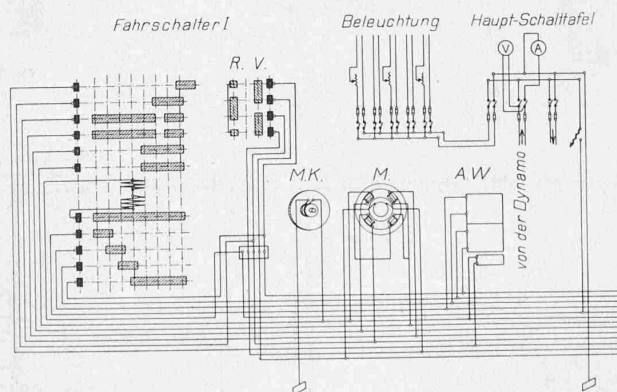 Fahrschalter I
Beleuchtung
Haupt-Schalttafel
R. V.
V
A
M.K.
M.
A.W.
von der Dynamo